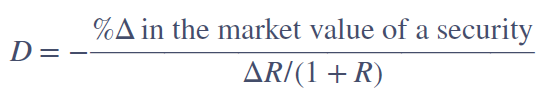 D = − %Δ in the market value of a security
ΔR/(1 + R)